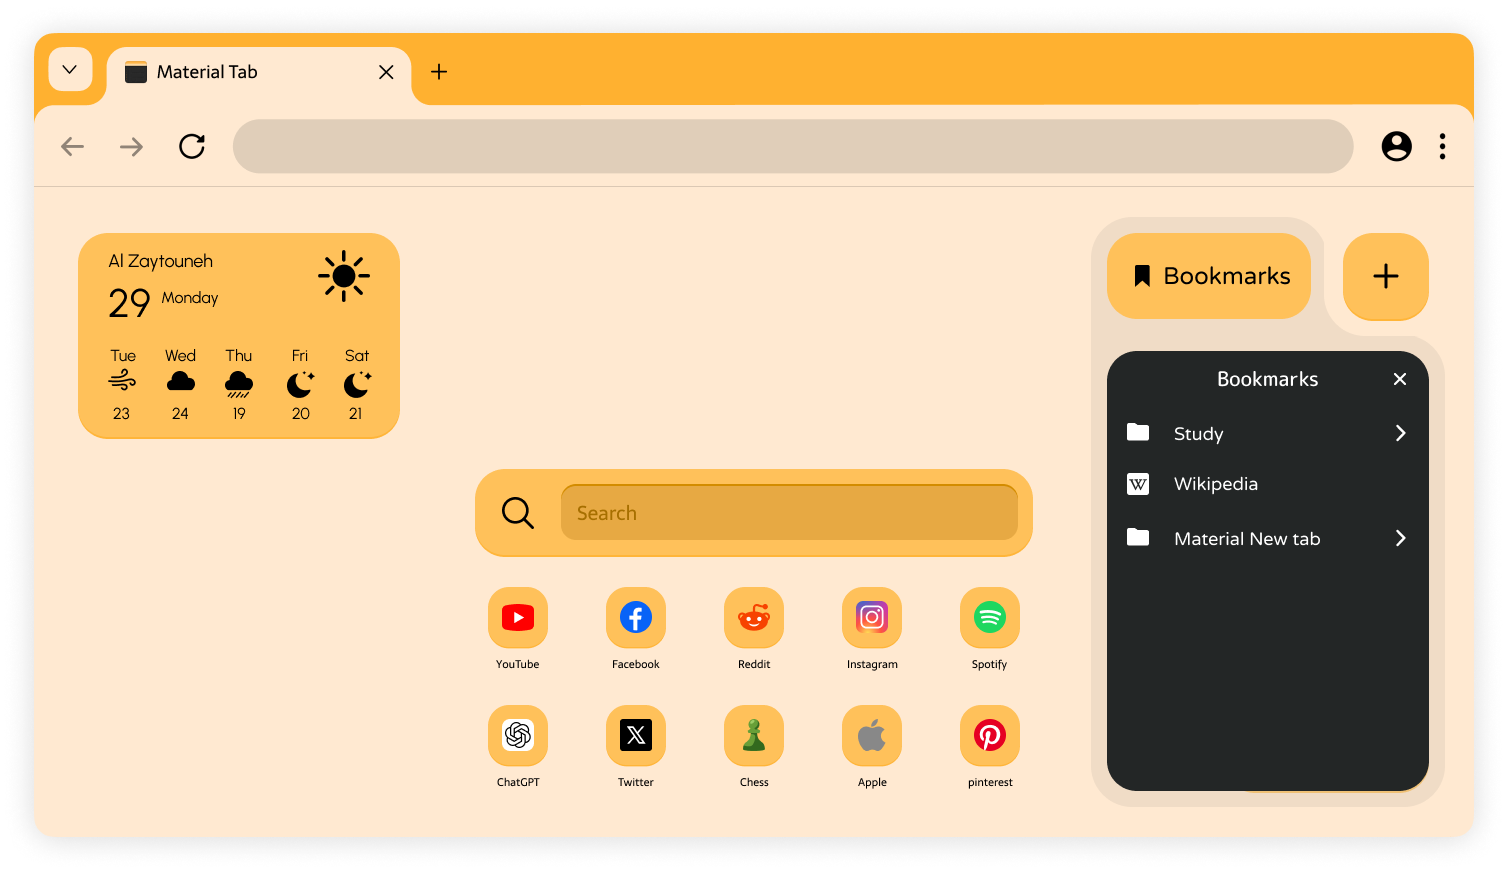 Material Tab
Al Zaytouneh
29 Monday
Tue Wed Thu Fri Sat
23 24 19 20 21
Bookmarks
Bookmarks
Study
Wikipedia
Material New tab
Search
YouTube Facebook Reddit Instagram Spotify
ChatGPT Twitter Chess Apple pinterest